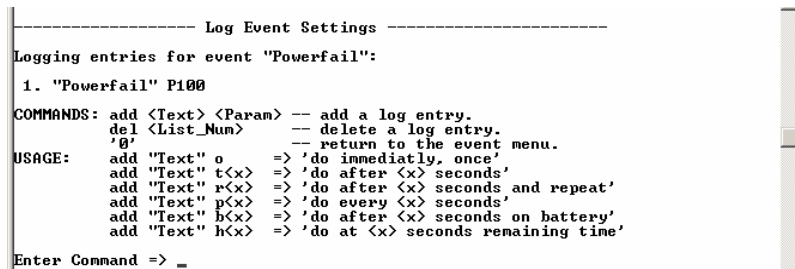 ------------------- Log Event Settings -----------------------
Logging entries for event "Powerfail":
1. "Powerfail" P100
COMMANDS: add <Text> <Param> -- add a log entry.
del <List_Num> -- delete a log entry.
'0' -- return to the event menu.
USAGE: add "Text" o => 'do immediatly, once'
add "Text" t<x> => 'do after <x> seconds'
add "Text" r<x> => 'do after <x> seconds and repeat'
add "Text" p<x> => 'do every <x> seconds'
add "Text" b<x> => 'do after <x> seconds on battery'
add "Text" h<x> => 'do at <x> seconds remaining time'
Enter Command => _